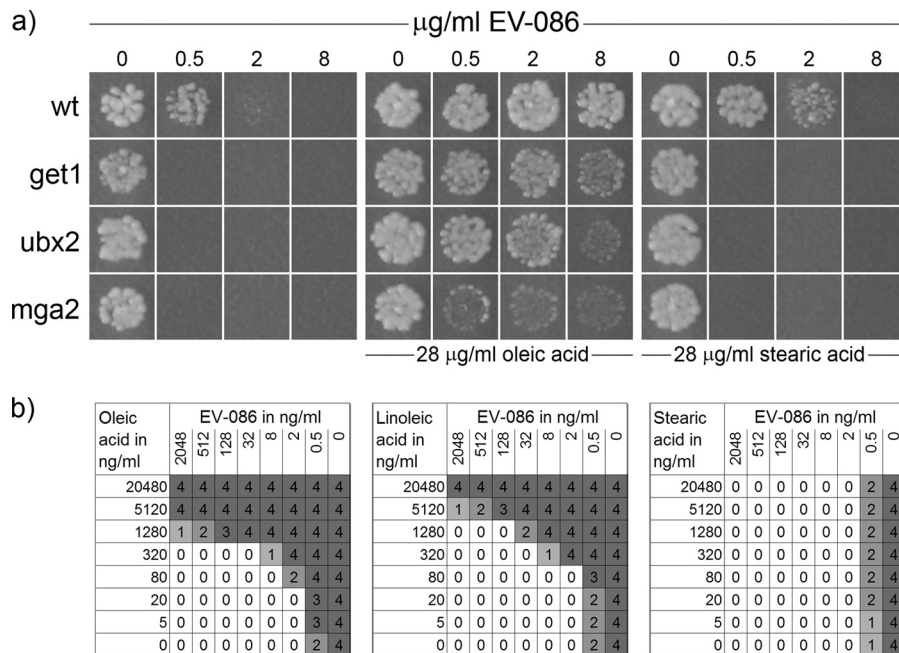 a)
μg/ml EV-086
0 0.5 2 8 0 0.5 2 8 0 0.5 2 8
wt
get1
ubx2
mga2
28 μg/ml oleic acid 28 μg/ml stearic acid
b)
Oleic acid in ng/ml EV-086 in ng/ml
2048 512 128 32 8 2 0.5 0
20480 4 4 4 4 4 4 4 4
5120 4 4 4 4 4 4 4 4
1280 1 2 3 4 4 4 4 4
320 0 0 0 0 1 4 4 4
80 0 0 0 0 0 2 4 4
20 0 0 0 0 0 0 3 4
5 0 0 0 0 0 0 3 4
0 0 0 0 0 0 0 2 4
Linoleic acid in ng/ml EV-086 in ng/ml
2048 512 128 32 8 2 0.5 0
20480 4 4 4 4 4 4 4 4
5120 1 2 3 4 4 4 4 4
1280 0 0 0 2 4 4 4 4
320 0 0 0 0 1 4 4 4
80 0 0 0 0 0 0 3 4
20 0 0 0 0 0 0 2 4
5 0 0 0 0 0 0 2 4
0 0 0 0 0 0 0 2 4
Stearic acid in ng/ml EV-086 in ng/ml
2048 512 128 32 8 2 0.5 0
20480 0 0 0 0 0 0 2 4
5120 0 0 0 0 0 0 2 4
1280 0 0 0 0 0 0 2 4
320 0 0 0 0 0 0 2 4
80 0 0 0 0 0 0 2 4
20 0 0 0 0 0 0 2 4
5 0 0 0 0 0 0 1 4
0 0 0 0 0 0 0 1 4